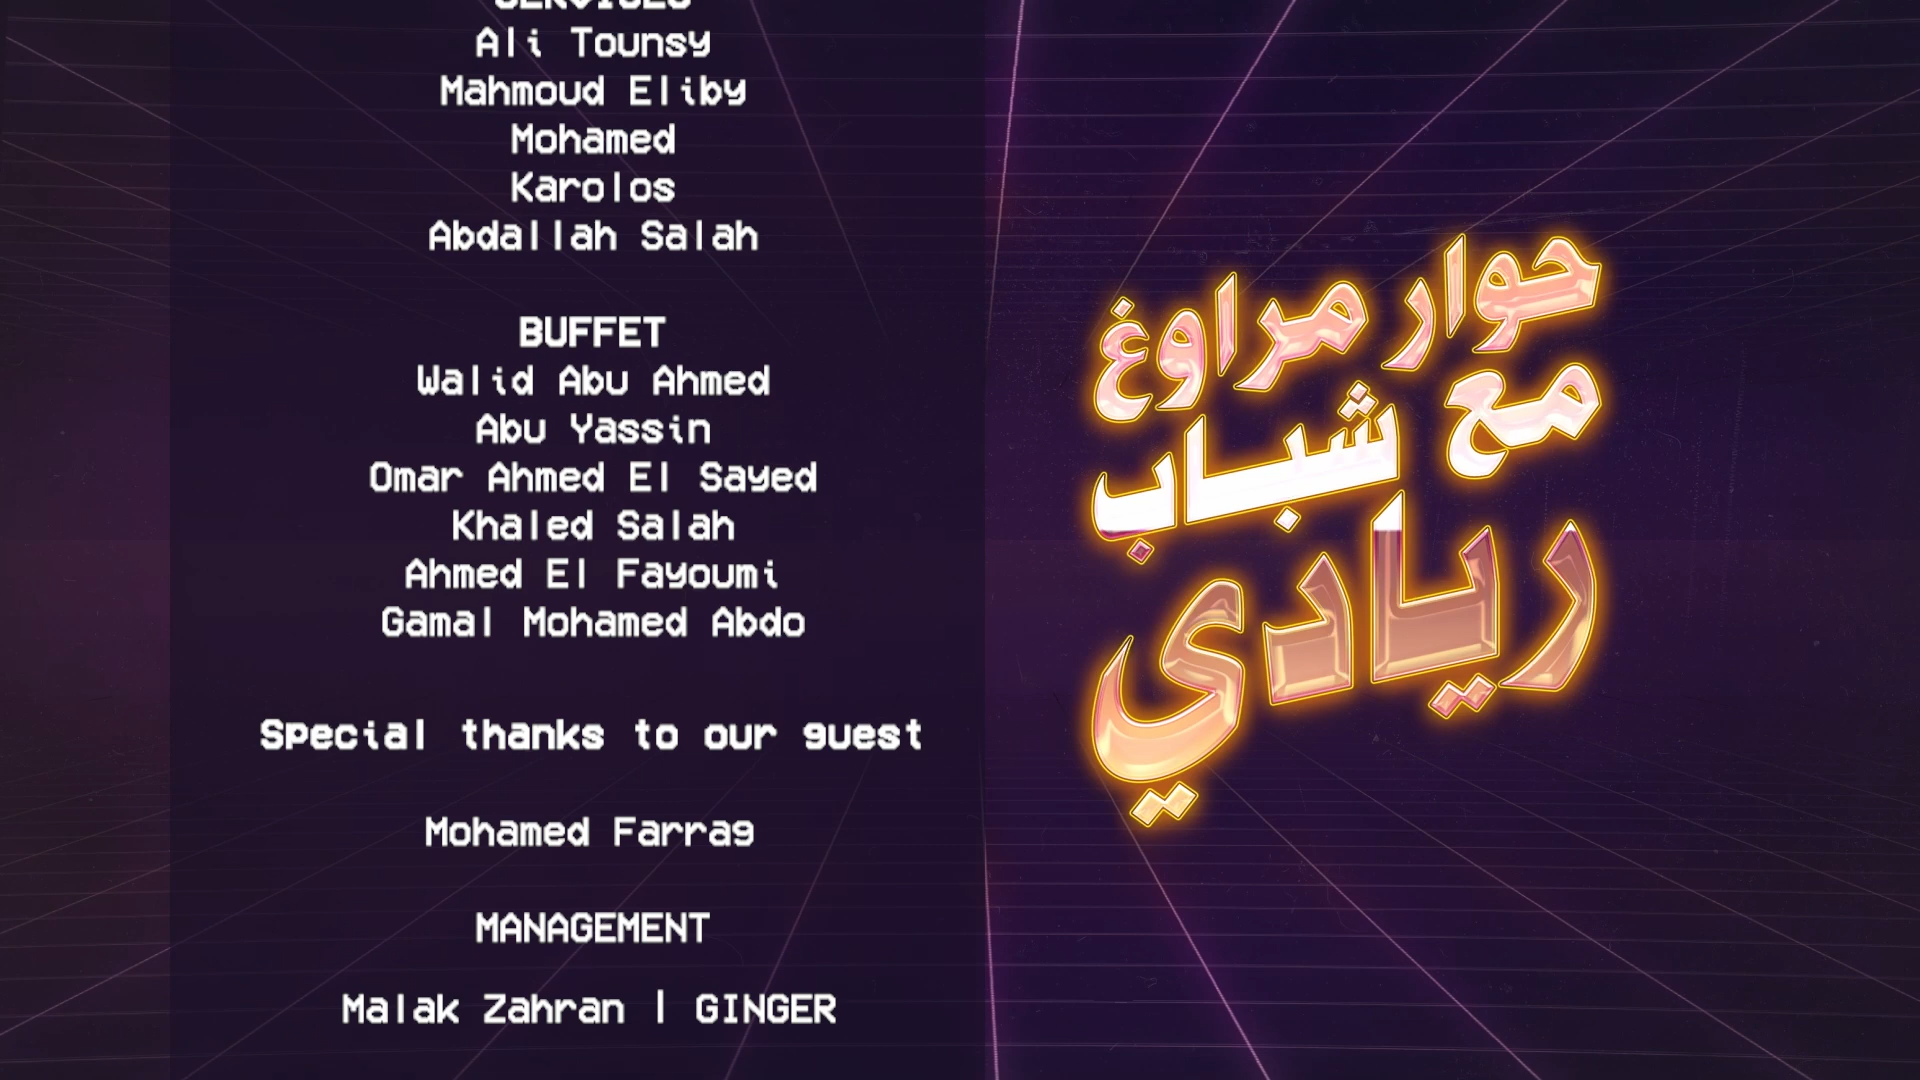 SERVICES
Ali Tounsy
Mahmoud Eliby
Mohamed
Karolos
Abdallah Salah
BUFFET
Walid Abu Ahmed
Abu Yassin
Omar Ahmed El Sayed
Khaled Salah
Ahmed El Fayoumi
Gamal Mohamed Abdo
Special thanks to our guest
Mohamed Farrag
MANAGEMENT
Malak Zahran | GINGER
حوار مراوغ
مع شباب
ريادي